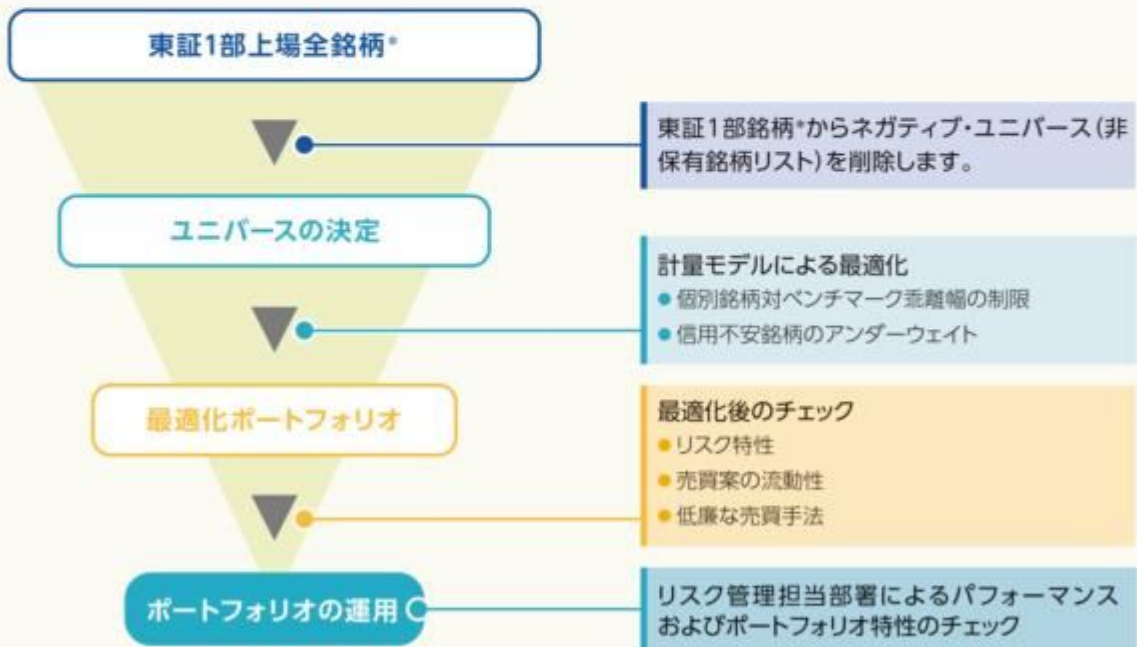 東証1部上場全銘柄*
東証1部銘柄*からネガティブ・ユニバース(非
保有銘柄リスト)を削除します。
ユニバースの決定
計量モデルによる最適化
●個別銘柄対ベンチマーク乖離幅の制限
●信用不安銘柄のアンダーウェイト
最適化ポートフォリオ
最適化後のチェック
●リスク特性
●売買案の流動性
●低廉な売買手法
ポートフォリオの運用
リスク管理担当部署によるパフォーマンス
およびポートフォリオ特性のチェック